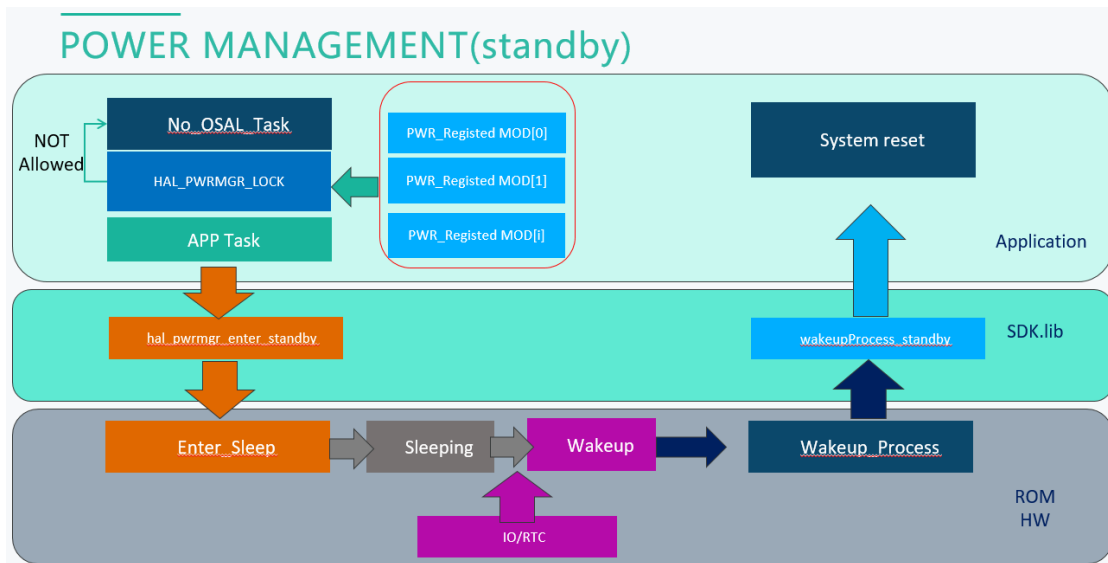 POWER MANAGEMENT(standby)
No_OSAL_Task
NOT
Allowed
HAL_PWRMGR_LOCK
APP Task
PWR_Registed MOD[0]
PWR_Registed MOD[1]
PWR_Registed MOD[i]
System reset
Application
hal_pwrmgr_enter_standby
wakeupProcess_standby
SDK.lib
Enter_Sleep
Sleeping
Wakeup
Wakeup_Process
IO/RTC
ROM
HW